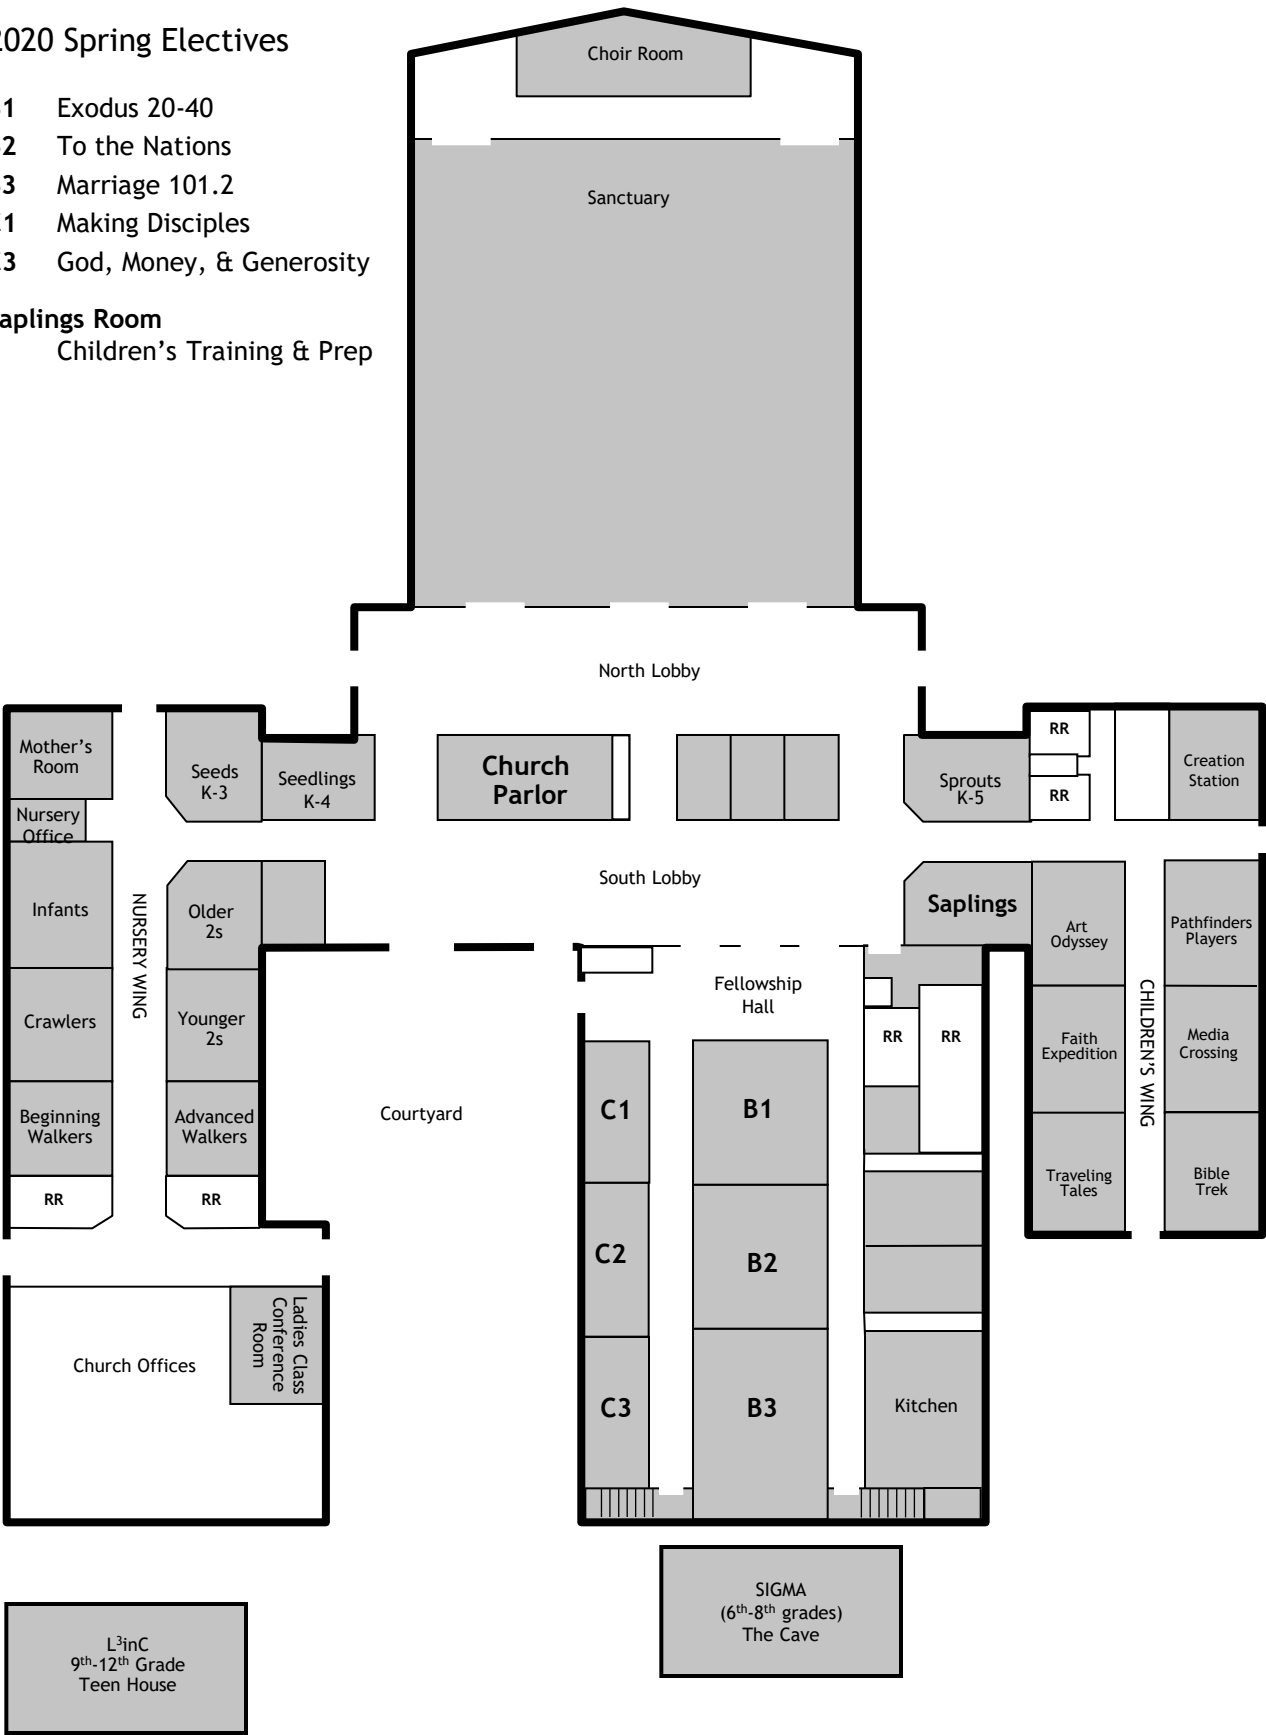 2020 Spring Electives
1 Exodus 20-40
2 To the Nations
3 Marriage 101.2
1 Making Disciples
3 God, Money, & Generosity
aplings Room
Children’s Training & Prep
Choir Room
Sanctuary
North Lobby
Mother’s
Room
Nursery
Office
Seeds
K-3
Seedlings
K-4
Church
Parlor
Sprouts
K-5
RR
RR
Creation
Station
Infants
NURSERY WING
Older
2s
South Lobby
Saplings
Art
Odyssey
Pathfinders
Players
Crawlers
Younger
2s
Fellowship
Hall
RR
RR
Faith
Expedition
CHILDREN’S WING
Media
Crossing
Beginning
Walkers
Advanced
Walkers
Courtyard
C1
B1
RR
RR
Traveling
Tales
Bible
Trek
C2
B2
Church Offices
Ladies Class
Conference
Room
C3
B3
Kitchen
SIGMA
(6th-8th grades)
The Cave
L³inC
9th-12th Grade
Teen House